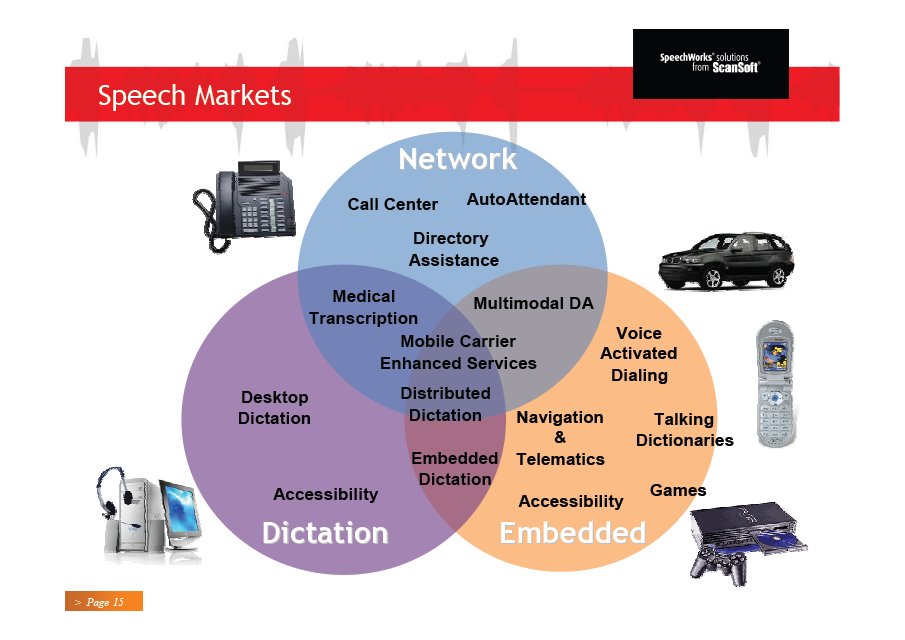 SpeechWorks® solutions
from ScanSoft®
Speech Markets
Network
Call Center
AutoAttendant
Directory
Assistance
Medical
Transcription
Multimodal DA
Mobile Carrier
Enhanced Services
Voice
Activated
Dialing
Desktop
Dictation
Distributed
Dictation
Navigation
&
Telematics
Talking
Dictionaries
Embedded
Dictation
Accessibility
Accessibility
Games
Dictation
Embedded
> Page 15